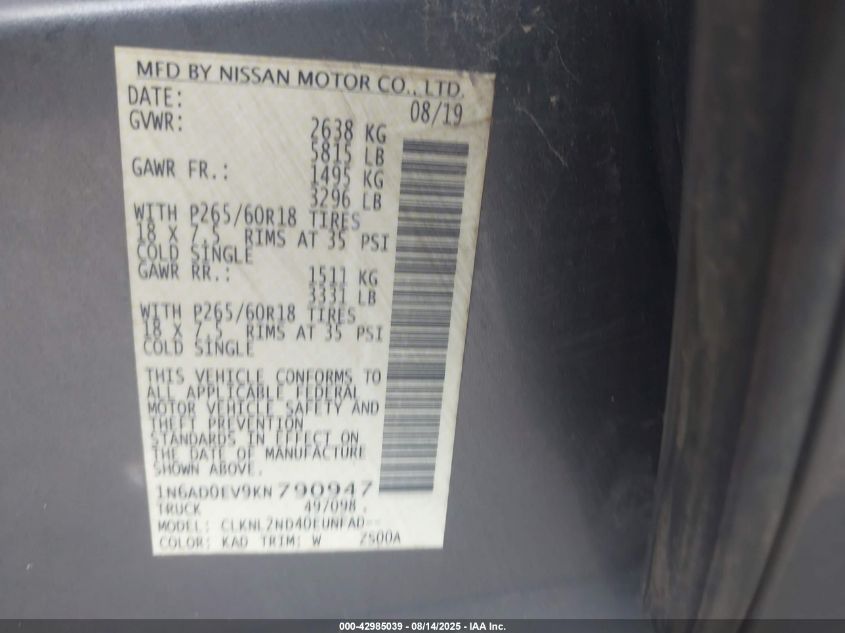 MFD BY NISSAN MOTOR CO., LTD.
DATE: 08/19
GVWR: 2638 KG
5815 LB
GAWR FR.: 1495 KG
3296 LB
WITH P265/60R18 TIRES
18 X 7.5 RIMS AT 35 PSI
COLD SINGLE
GAWR RR.: 1511 KG
3331 LB
WITH P265/60R18 TIRES
18 X 7.5 RIMS AT 35 PSI
COLD SINGLE
THIS VEHICLE CONFORMS TO
ALL APPLICABLE FEDERAL
MOTOR VEHICLE SAFETY AND
THEFT PREVENTION
STANDARDS IN EFFECT ON
THE DATE OF MANUFACTURE
SHOWN ABOVE.
1N6AD0EV9KN790947
TRUCK 497098
MODEL: CLKNL2ND40EUNFAD--
COLOR: KAD TRIM: W ZS00A
000-42985039 - 08/14/2025 - IAA Inc.